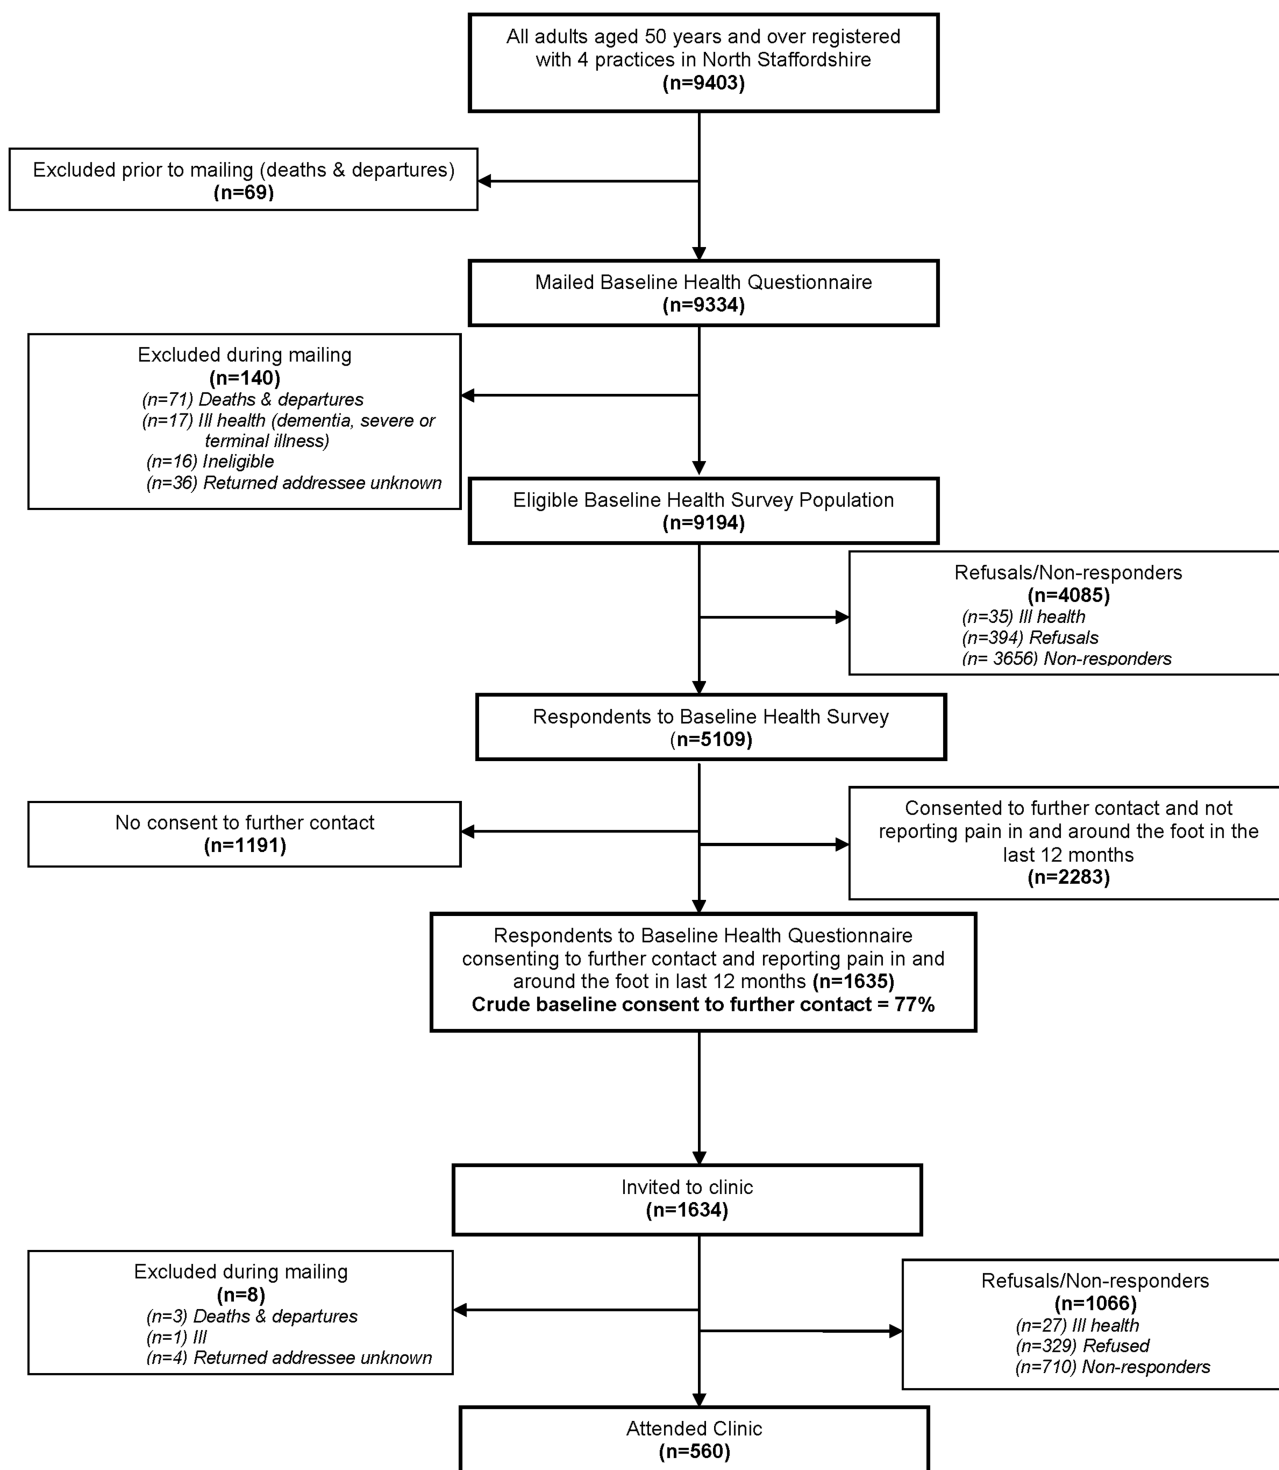 All adults aged 50 years and over registered
with 4 practices in North Staffordshire
(n=9403)
Excluded prior to mailing (deaths & departures)
(n=69)
Mailed Baseline Health Questionnaire
(n=9334)
Excluded during mailing
(n=140)
(n=71) Deaths & departures
(n=17) Ill health (dementia, severe or
terminal illness)
(n=16) Ineligible
(n=36) Returned addressee unknown
Eligible Baseline Health Survey Population
(n=9194)
Refusals/Non-responders
(n=4085)
(n=35) Ill health
(n=394) Refusals
(n= 3656) Non-responders
Respondents to Baseline Health Survey
(n=5109)
No consent to further contact
(n=1191)
Consented to further contact and not
reporting pain in and around the foot in the
last 12 months
(n=2283)
Respondents to Baseline Health Questionnaire
consenting to further contact and reporting pain in and
around the foot in last 12 months (n=1635)
Crude baseline consent to further contact = 77%
Invited to clinic
(n=1634)
Excluded during mailing
(n=8)
(n=3) Deaths & departures
(n=1) Ill
(n=4) Returned addressee unknown
Refusals/Non-responders
(n=1066)
(n=27) Ill health
(n=329) Refused
(n=710) Non-responders
Attended Clinic
(n=560)